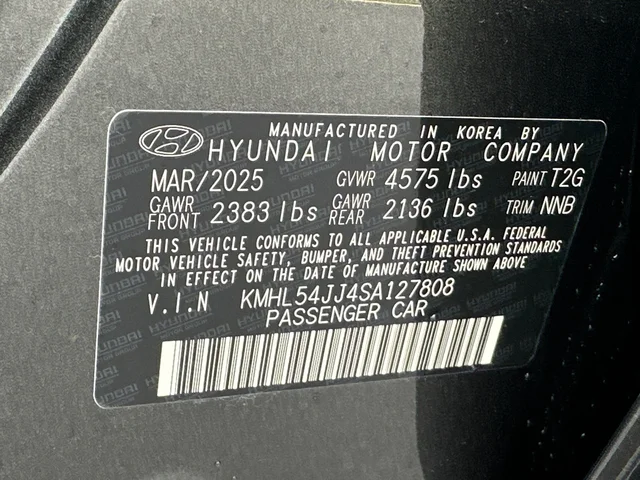 MANUFACTURED IN KOREA BY
HYUNDAI MOTOR COMPANY
MAR/2025 GVWR 4575 lbs PAINT T2G
GAWR FRONT 2383 lbs GAWR REAR 2136 lbs TRIM NNB
THIS VEHICLE CONFORMS TO ALL APPLICABLE U.S.A. FEDERAL
MOTOR VEHICLE SAFETY, BUMPER, AND THEFT PREVENTION STANDARDS
IN EFFECT ON THE DATE OF MANUFACTURE SHOWN ABOVE
V.I.N KMHL54JJ4SA127808
PASSENGER CAR